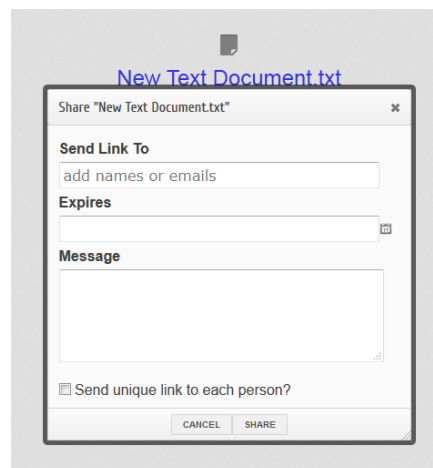 New Text Document.txt
Share "New Text Document.txt"
Send Link To
add names or emails
Expires
Message
Send unique link to each person?
CANCEL SHARE